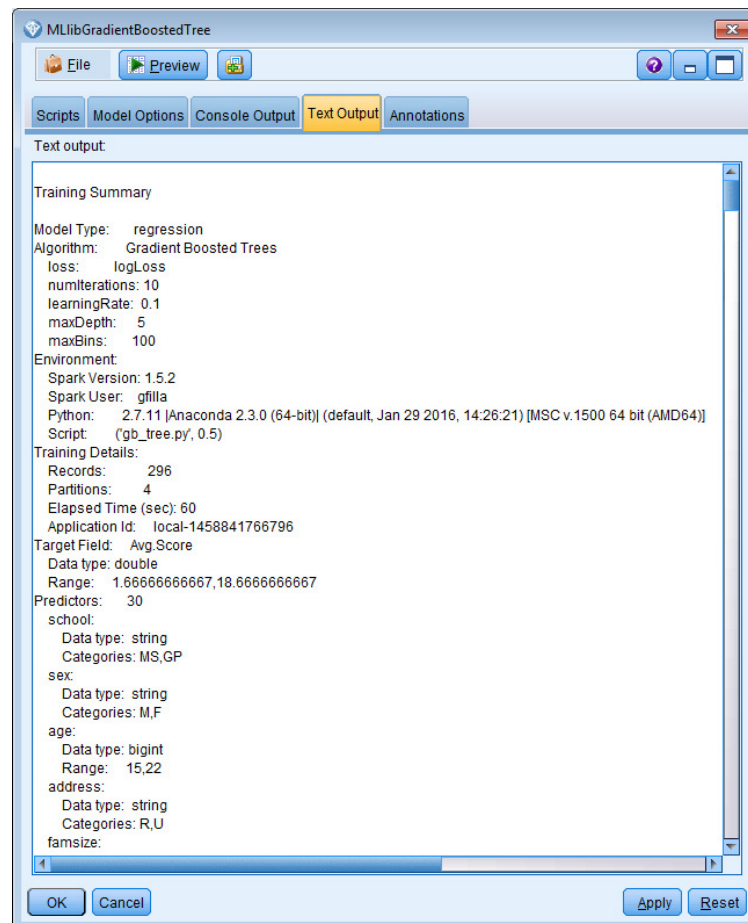 MLlibGradientBoostedTree
File Preview
Scripts Model Options Console Output Text Output Annotations
Text output:
Training Summary
Model Type: regression
Algorithm: Gradient Boosted Trees
loss: logLoss
numIterations: 10
learningRate: 0.1
maxDepth: 5
maxBins: 100
Environment:
Spark Version: 1.5.2
Spark User: gfilla
Python: 2.7.11 |Anaconda 2.3.0 (64-bit)| (default, Jan 29 2016, 14:26:21) [MSC v.1500 64 bit (AMD64)]
Script: ('gb_tree.py', 0.5)
Training Details:
Records: 296
Partitions: 4
Elapsed Time (sec): 60
Application Id: local-1458841766796
Target Field: Avg.Score
Data type: double
Range: 1.66666666667,18.6666666667
Predictors: 30
school:
Data type: string
Categories: MS,GP
sex:
Data type: string
Categories: M,F
age:
Data type: bigint
Range: 15,22
address:
Data type: string
Categories: R,U
famsize:
OK Cancel Apply Reset